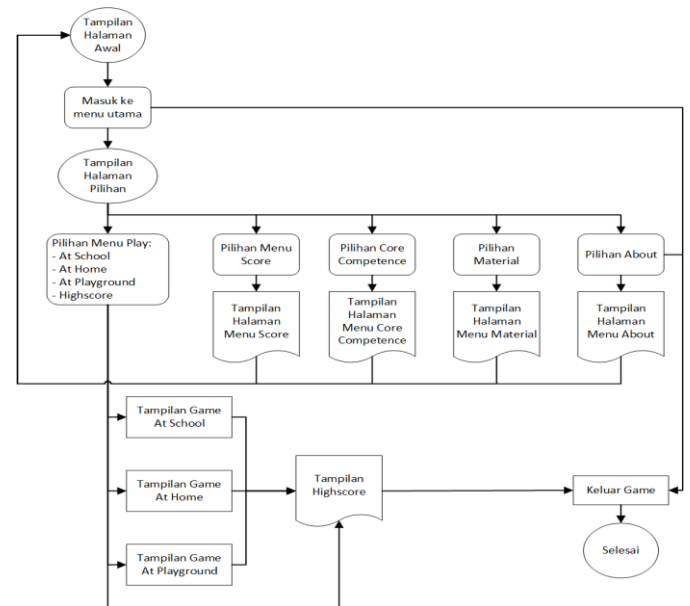 Tampilan
Halaman
Awal
Masuk ke
menu utama
Tampilan
Halaman
Pilihan
Pilihan Menu Play:
- At School
- At Home
- At Playground
- Highscore
Pilihan Menu
Score
Pilihan Core
Competence
Pilihan
Material
Pilihan About
Tampilan
Halaman
Menu Score
Tampilan
Halaman
Menu Core
Competence
Tampilan
Halaman
Menu Material
Tampilan
Halaman
Menu About
Tampilan Game
At School
Tampilan Game
At Home
Tampilan Game
At Playground
Tampilan
Highscore
Keluar Game
Selesai